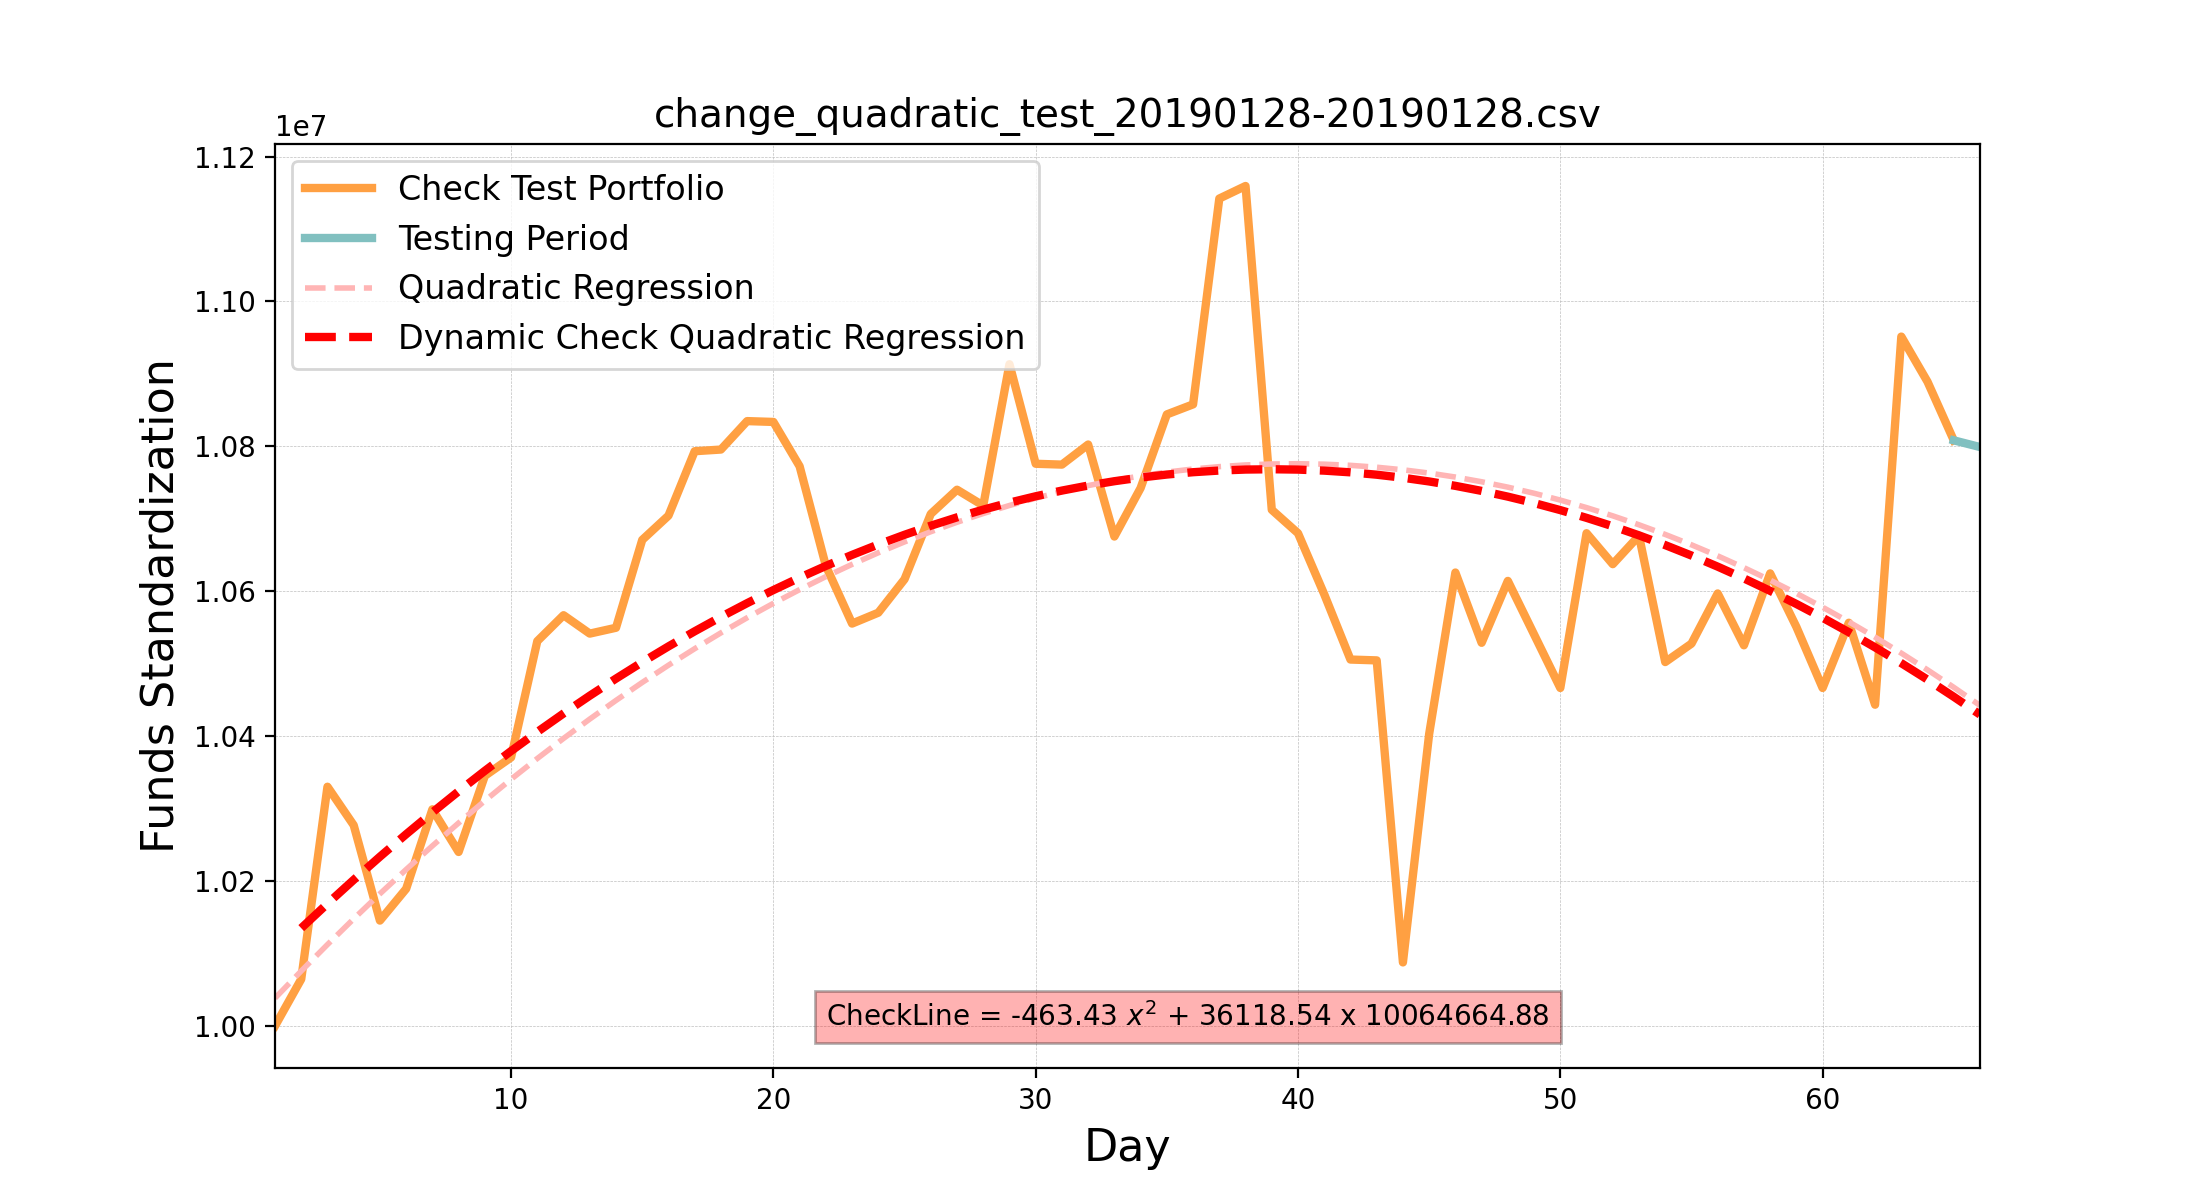 change_quadratic_test_20190128-20190128.csv
1e7
1.12
1.10
1.08
1.06
1.04
1.02
1.00
Funds Standardization
Check Test Portfolio
Testing Period
Quadratic Regression
Dynamic Check Quadratic Regression
CheckLine = -463.43 x² + 36118.54 x 10064664.88
10 20 30 40 50 60
Day